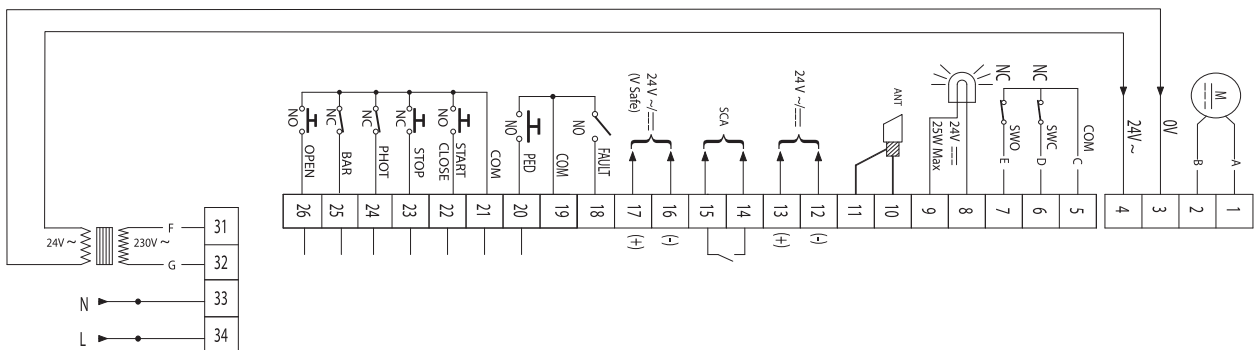 24V ~
230V ~
F
G
N
L
31
32
33
34
NO
OPEN
NC
BAR
NC
PHOT
NC
STOP
NO
START
CLOSE
COM
NO
PED
COM
NO
FAULT
24V ~/⎓
(V Safe)
SCA
24V ~/⎓
ANT
24V ⎓
25W Max
NC
SWO
E
NC
SWC
D
COM
C
24V~
0V
M
B
A
26 25 24 23 22 21 20 19 18 17 16 15 14 13 12 11 10 9 8 7 6 5 4 3 2 1
(+)
(-)
(+)
(-)